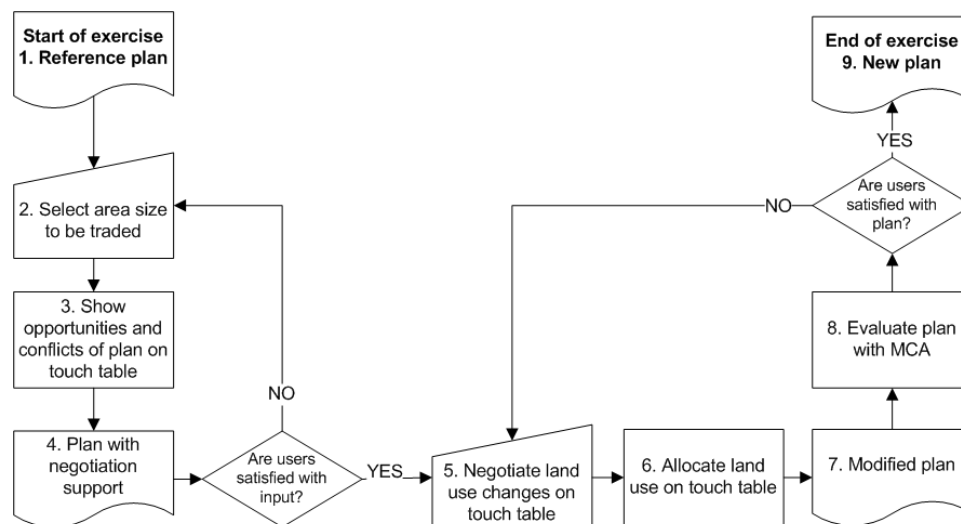 Start of exercise
1. Reference plan
2. Select area size
to be traded
3. Show
opportunities and
conflicts of plan on
touch table
4. Plan with
negotiation
support
Are users
satisfied with
input?
NO
YES
5. Negotiate land
use changes on
touch table
6. Allocate land
use on touch table
7. Modified plan
8. Evaluate plan
with MCA
Are users
satisfied with
plan?
NO
YES
End of exercise
9. New plan